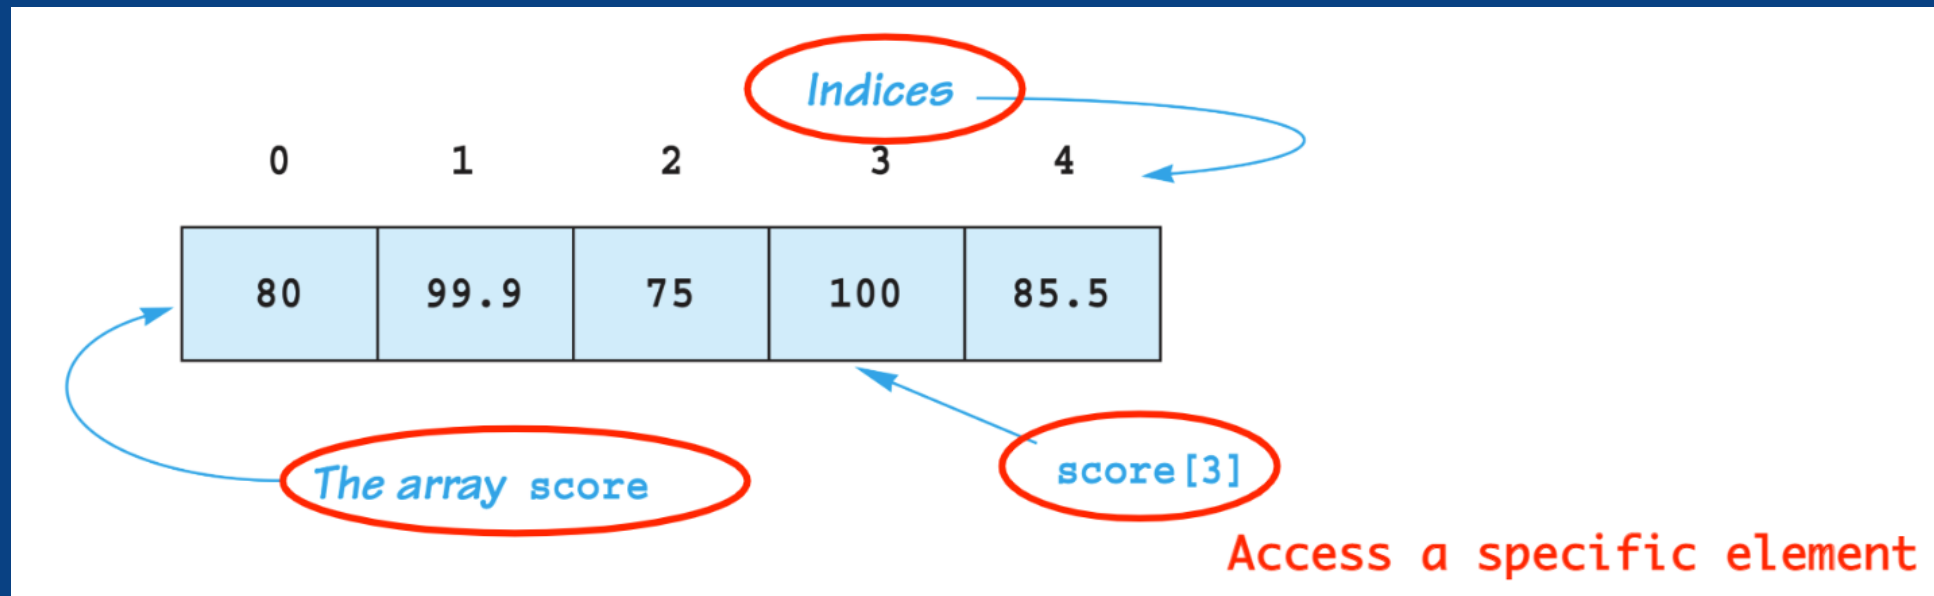 Indices
0 1 2 3 4
80 99.9 75 100 85.5
The array score
score[3]
Access a specific element